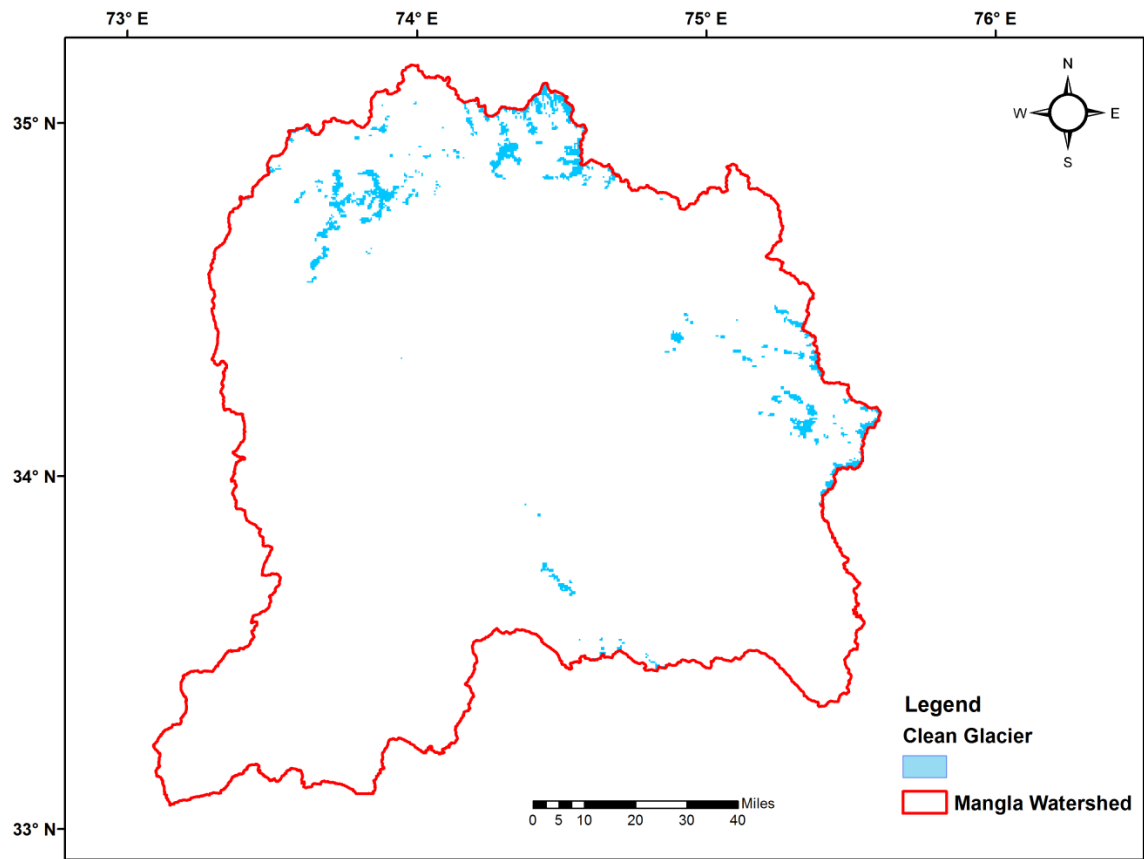 73° E 74° E 75° E 76° E
N
W E
S
35° N
34° N
33° N
Legend
Clean Glacier
Mangla Watershed
Miles
0 5 10 20 30 40